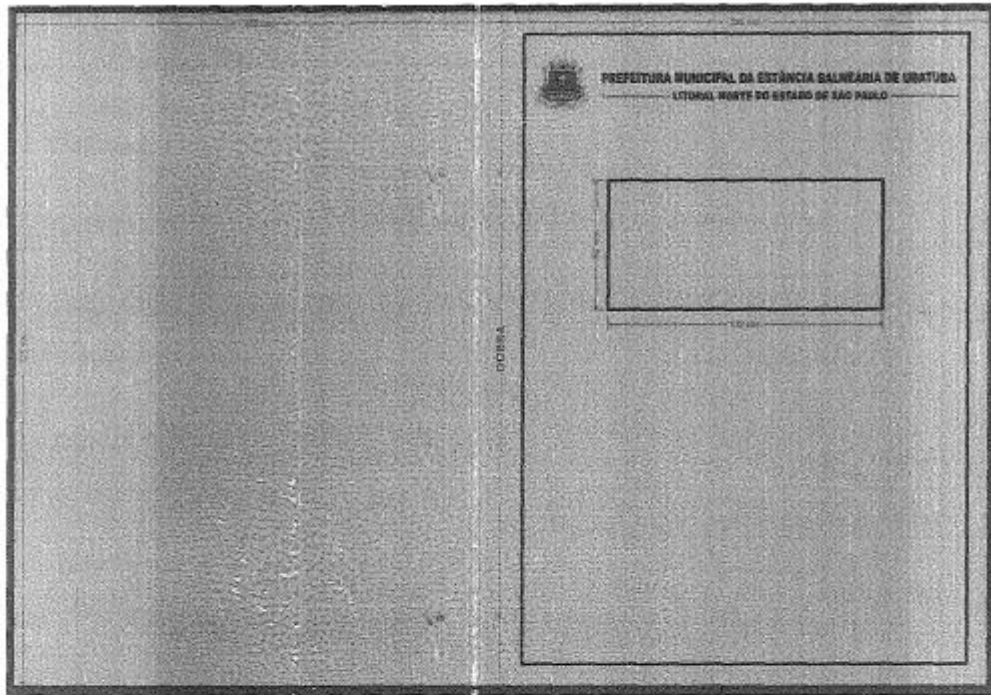 PREFEITURA MUNICIPAL DA ESTÂNCIA BALNEÁRIA DE UBATUBA
LITORAL NORTE DO ESTADO DE SÃO PAULO
DOBRA